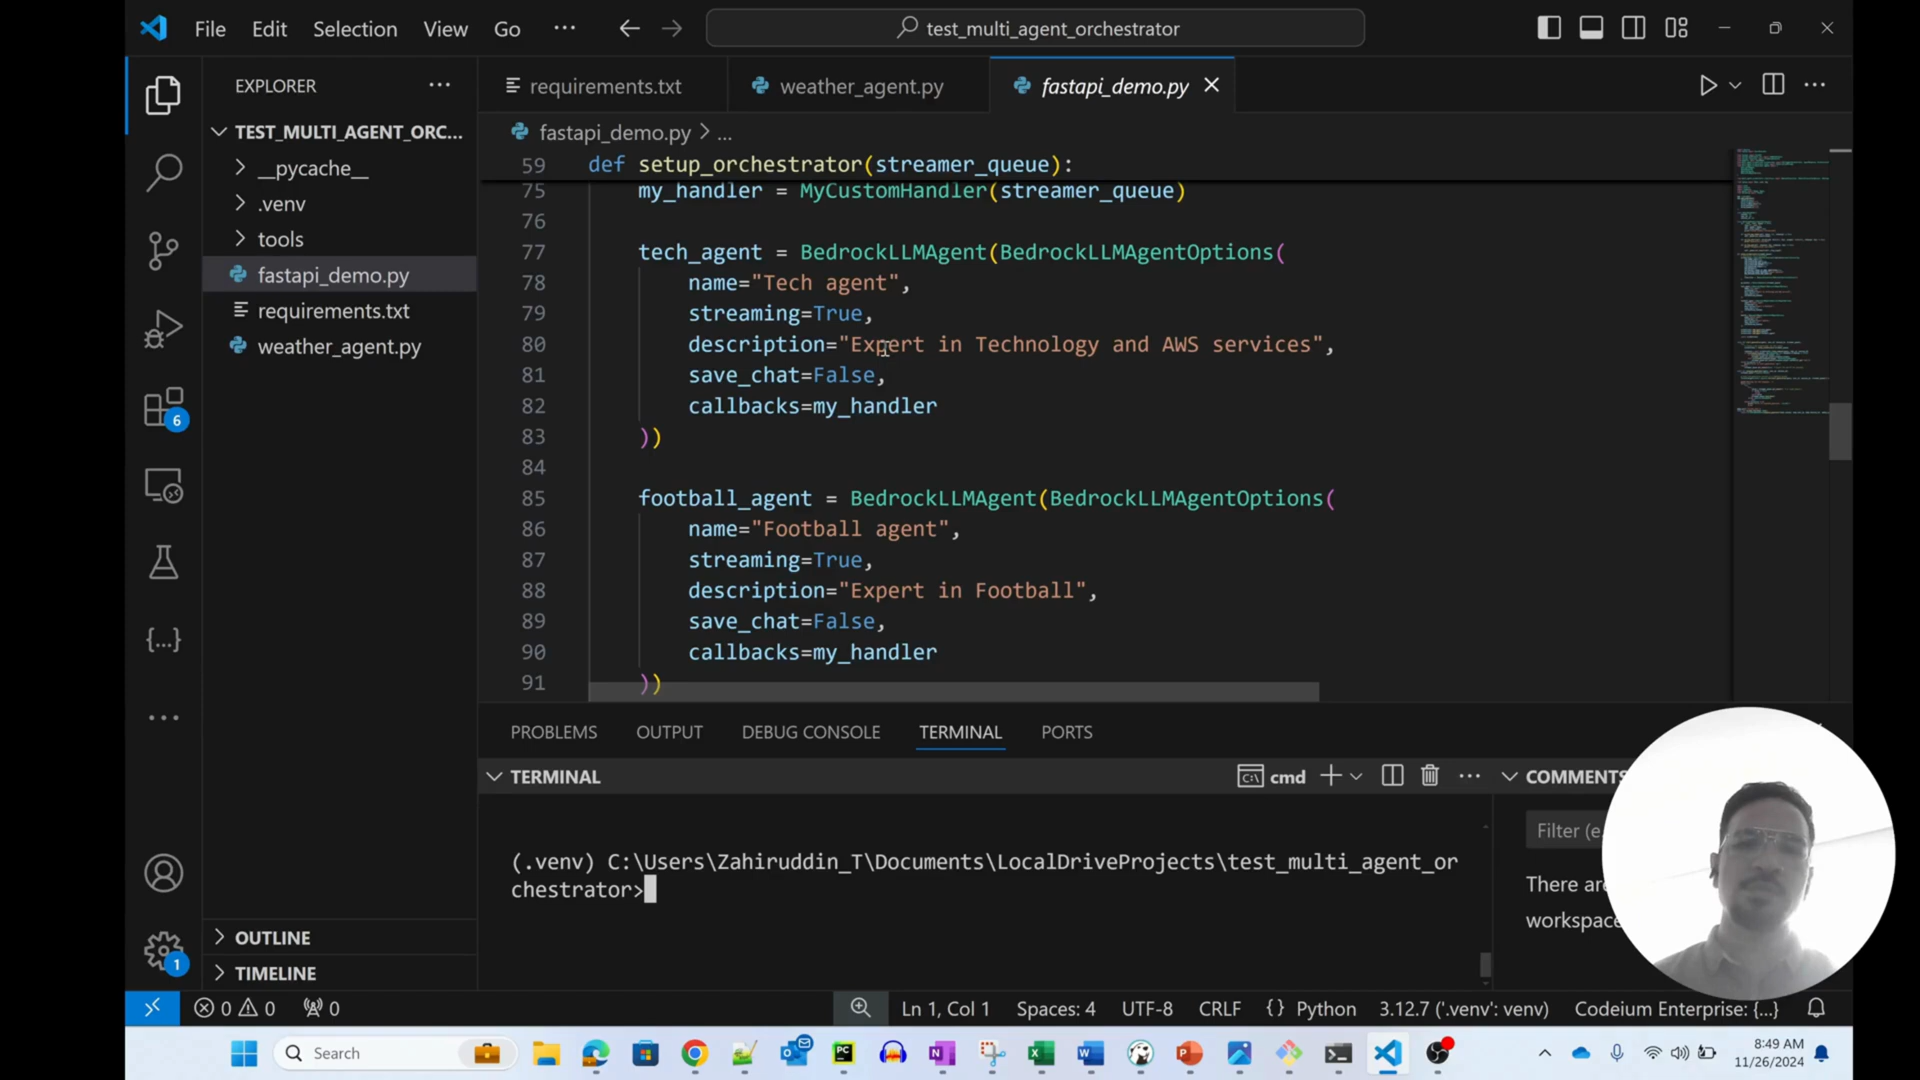 File Edit Selection View Go ··· test_multi_agent_orchestrator
EXPLORER ···
requirements.txt weather_agent.py fastapi_demo.py
TEST_MULTI_AGENT_ORC...
__pycache__
.venv
tools
fastapi_demo.py
requirements.txt
weather_agent.py
OUTLINE
TIMELINE
6
1
fastapi_demo.py > ...
59 def setup_orchestrator(streamer_queue):
75 my_handler = MyCustomHandler(streamer_queue)
76
77 tech_agent = BedrockLLMAgent(BedrockLLMAgentOptions(
78 name="Tech agent",
79 streaming=True,
80 description="Expert in Technology and AWS services",
81 save_chat=False,
82 callbacks=my_handler
83 ))
84
85 football_agent = BedrockLLMAgent(BedrockLLMAgentOptions(
86 name="Football agent",
87 streaming=True,
88 description="Expert in Football",
89 save_chat=False,
90 callbacks=my_handler
91 ))
PROBLEMS OUTPUT DEBUG CONSOLE TERMINAL PORTS
TERMINAL cmd
COMMENTS
(.venv) C:\Users\Zahiruddin_T\Documents\LocalDriveProjects\test_multi_agent_or
chestrator>
Filter (e.
There are
workspac
0 0 0 Ln 1, Col 1 Spaces: 4 UTF-8 CRLF {} Python 3.12.7 ('.venv': venv) Codeium Enterprise: {...}
Search
8:49 AM
11/26/2024